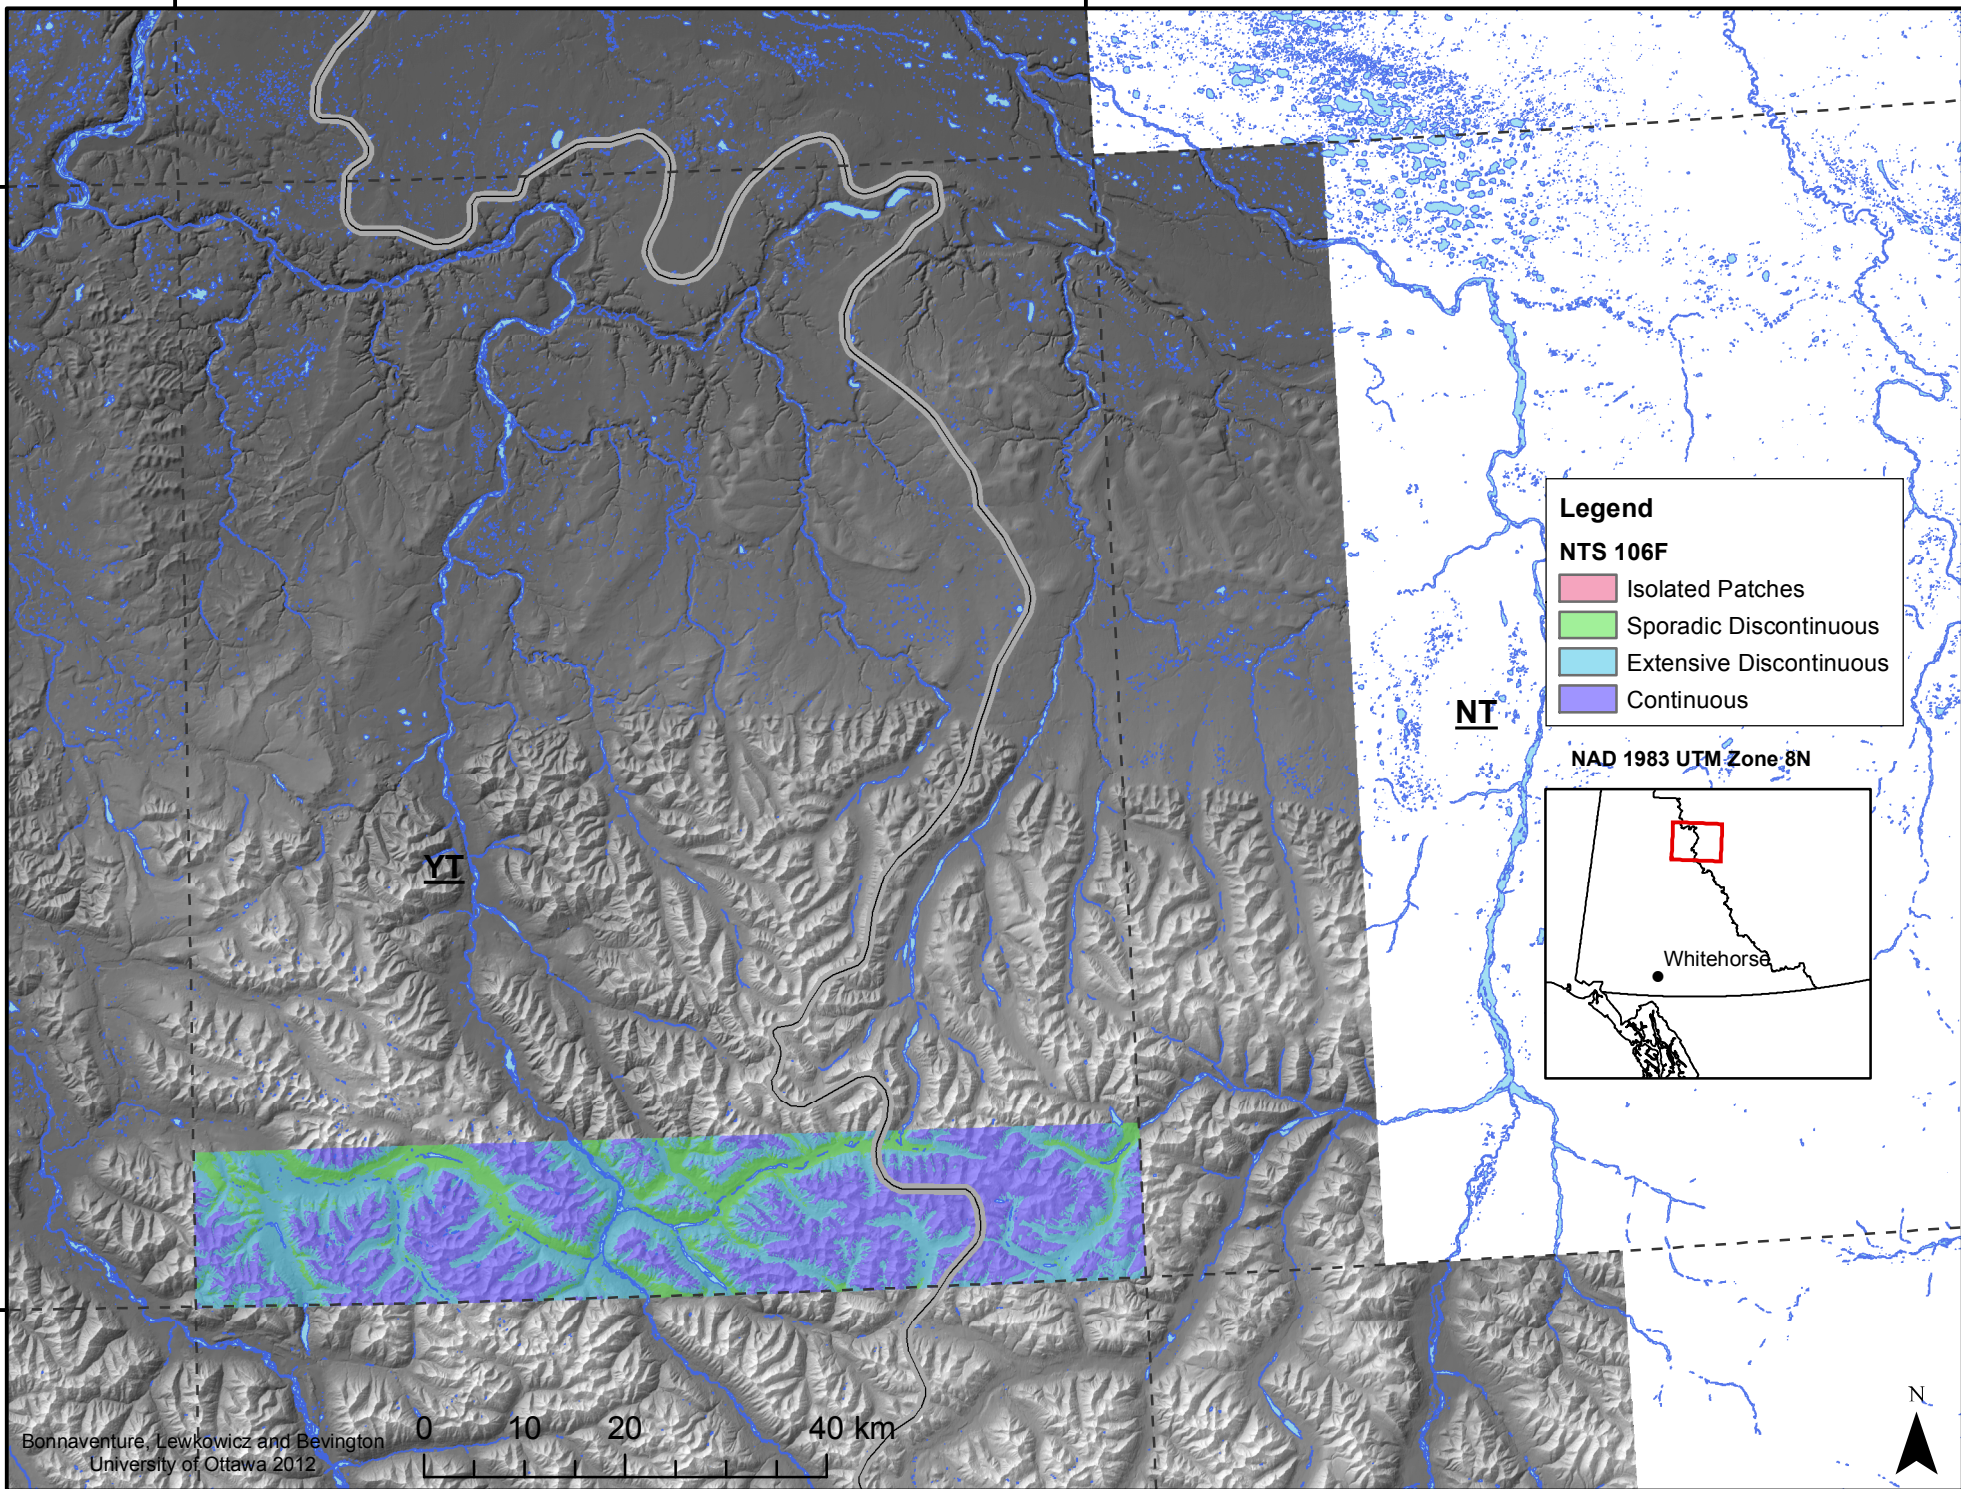 Legend
NTS 106F
Isolated Patches
Sporadic Discontinuous
Extensive Discontinuous
Continuous
NT
NAD 1983 UTM Zone 8N
YT
Whitehorse
N
0 10 20 40 km
Bonnaventure, Lewkowicz and Bevington
University of Ottawa 2012